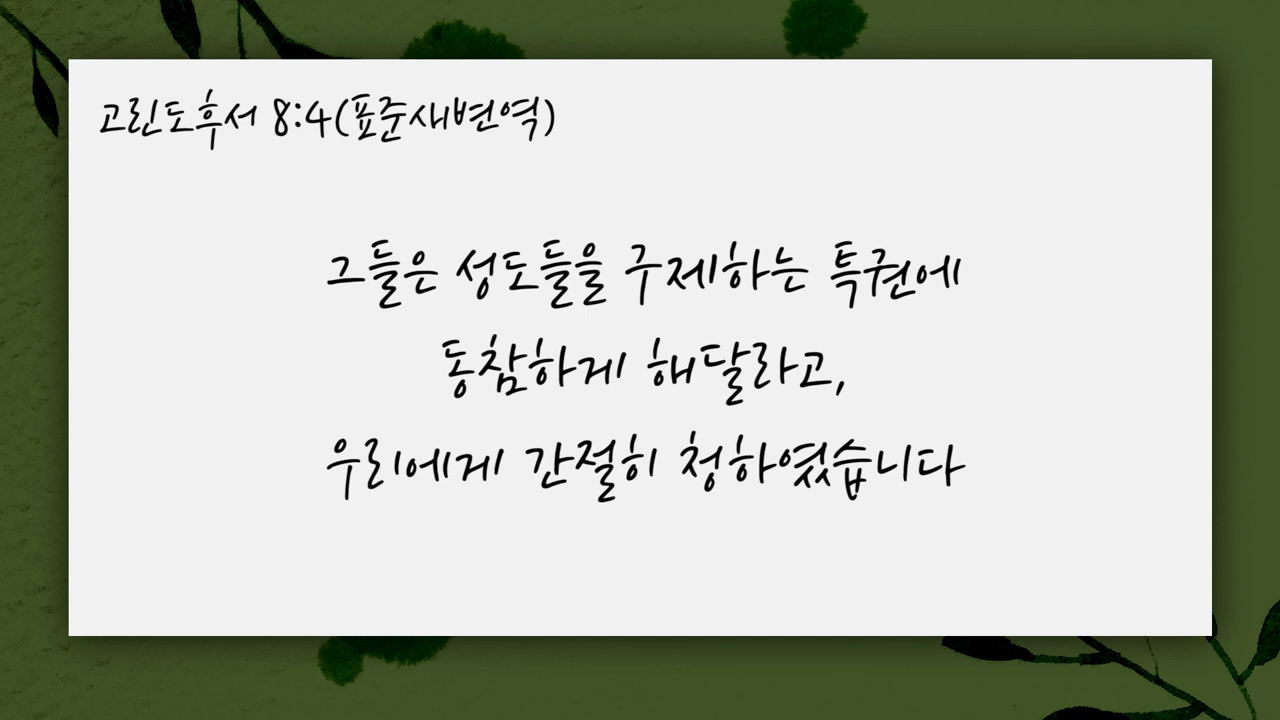 고린도후서 8:4(표준새번역)
그들은 성도들을 구제하는 특권에
동참하게 해달라고,
우리에게 간절히 청하였습니다